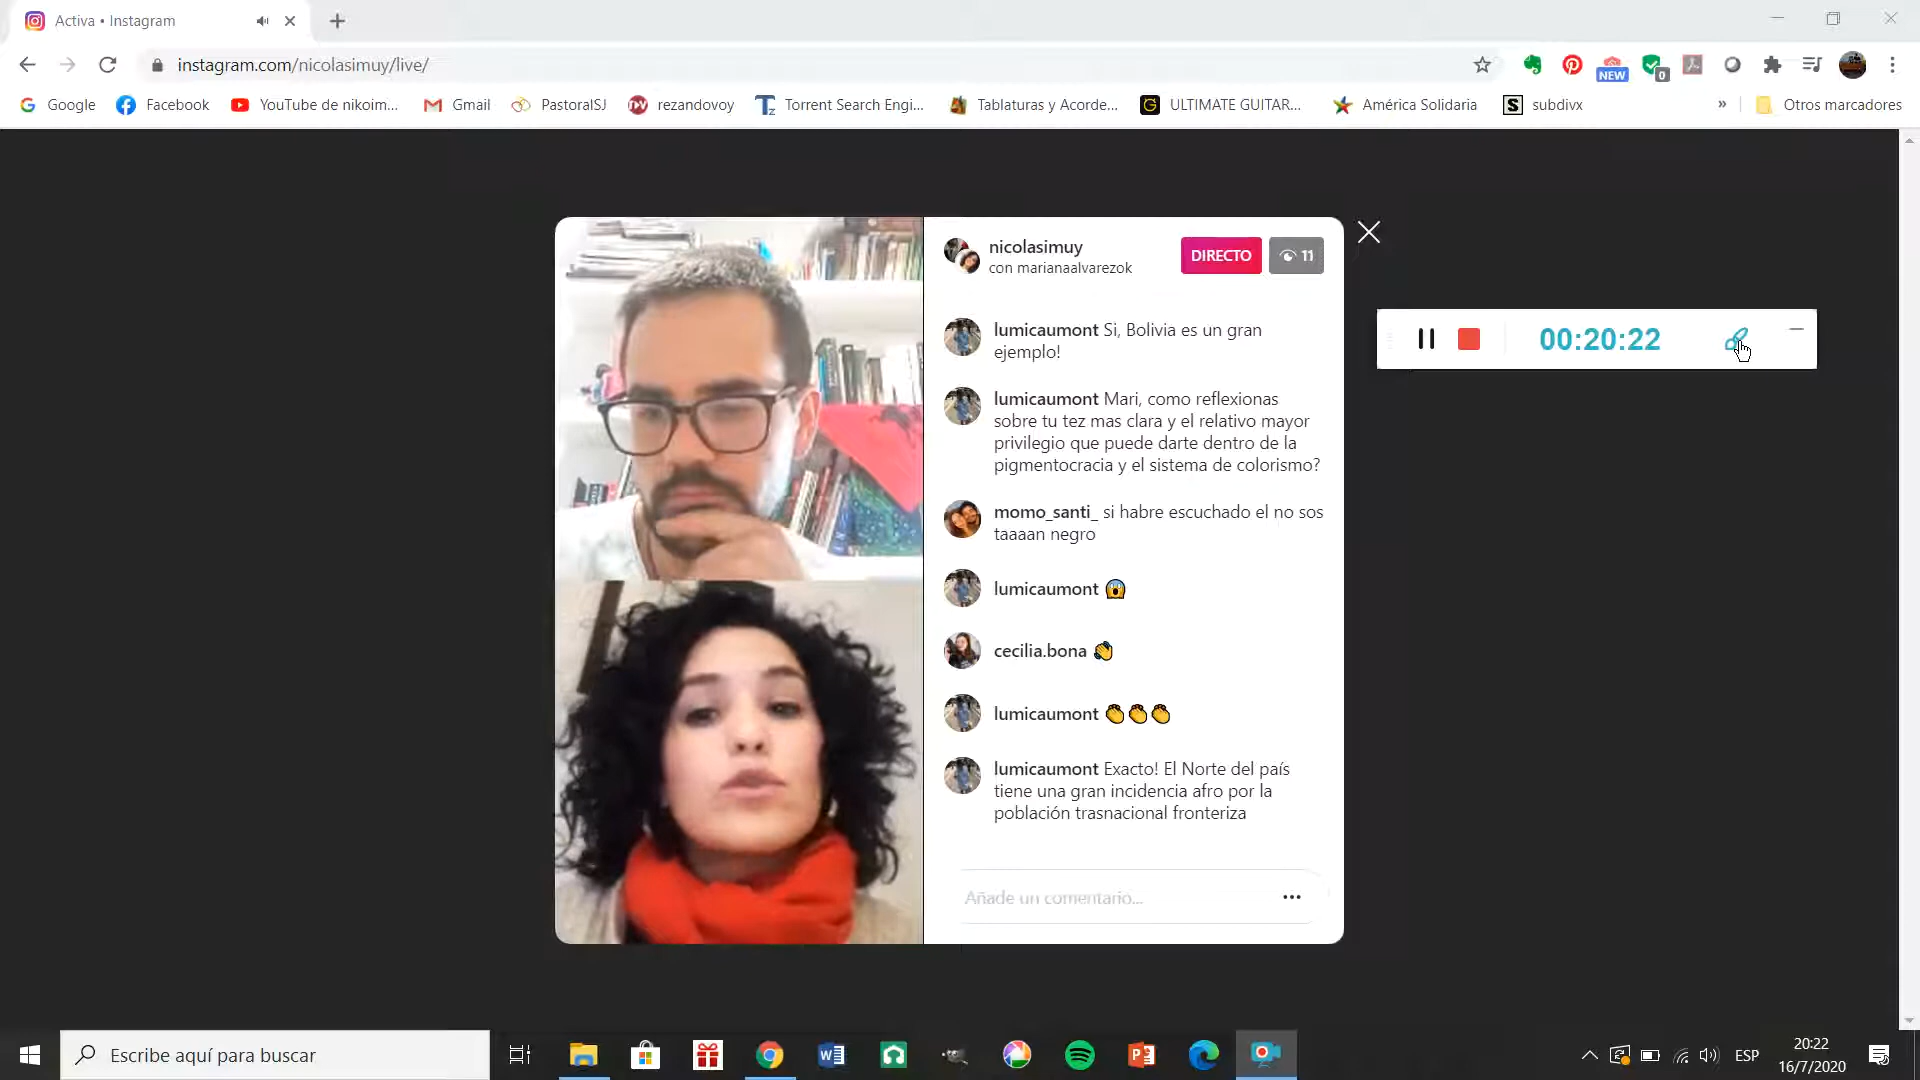 Activa • Instagram
instagram.com/nicolasimuy/live/
NEW
0
Google
Facebook
YouTube de nikoim...
Gmail
PastoralSJ
rezandovoy
Torrent Search Engi...
Tablaturas y Acorde...
ULTIMATE GUITAR...
América Solidaria
subdivx
»
Otros marcadores
nicolasimuy
con marianaalvarezok
DIRECTO
11
lumicaumont Si, Bolivia es un gran
ejemplo!
lumicaumont Mari, como reflexionas
sobre tu tez mas clara y el relativo mayor
privilegio que puede darte dentro de la
pigmentocracia y el sistema de colorismo?
momo_santi_ si habre escuchado el no sos
taaaan negro
lumicaumont 😱
cecilia.bona 👏
lumicaumont 👏👏👏
lumicaumont Exacto! El Norte del país
tiene una gran incidencia afro por la
población trasnacional fronteriza
Añade un comentario...
00:20:22
Escribe aquí para buscar
ESP
20:22
16/7/2020